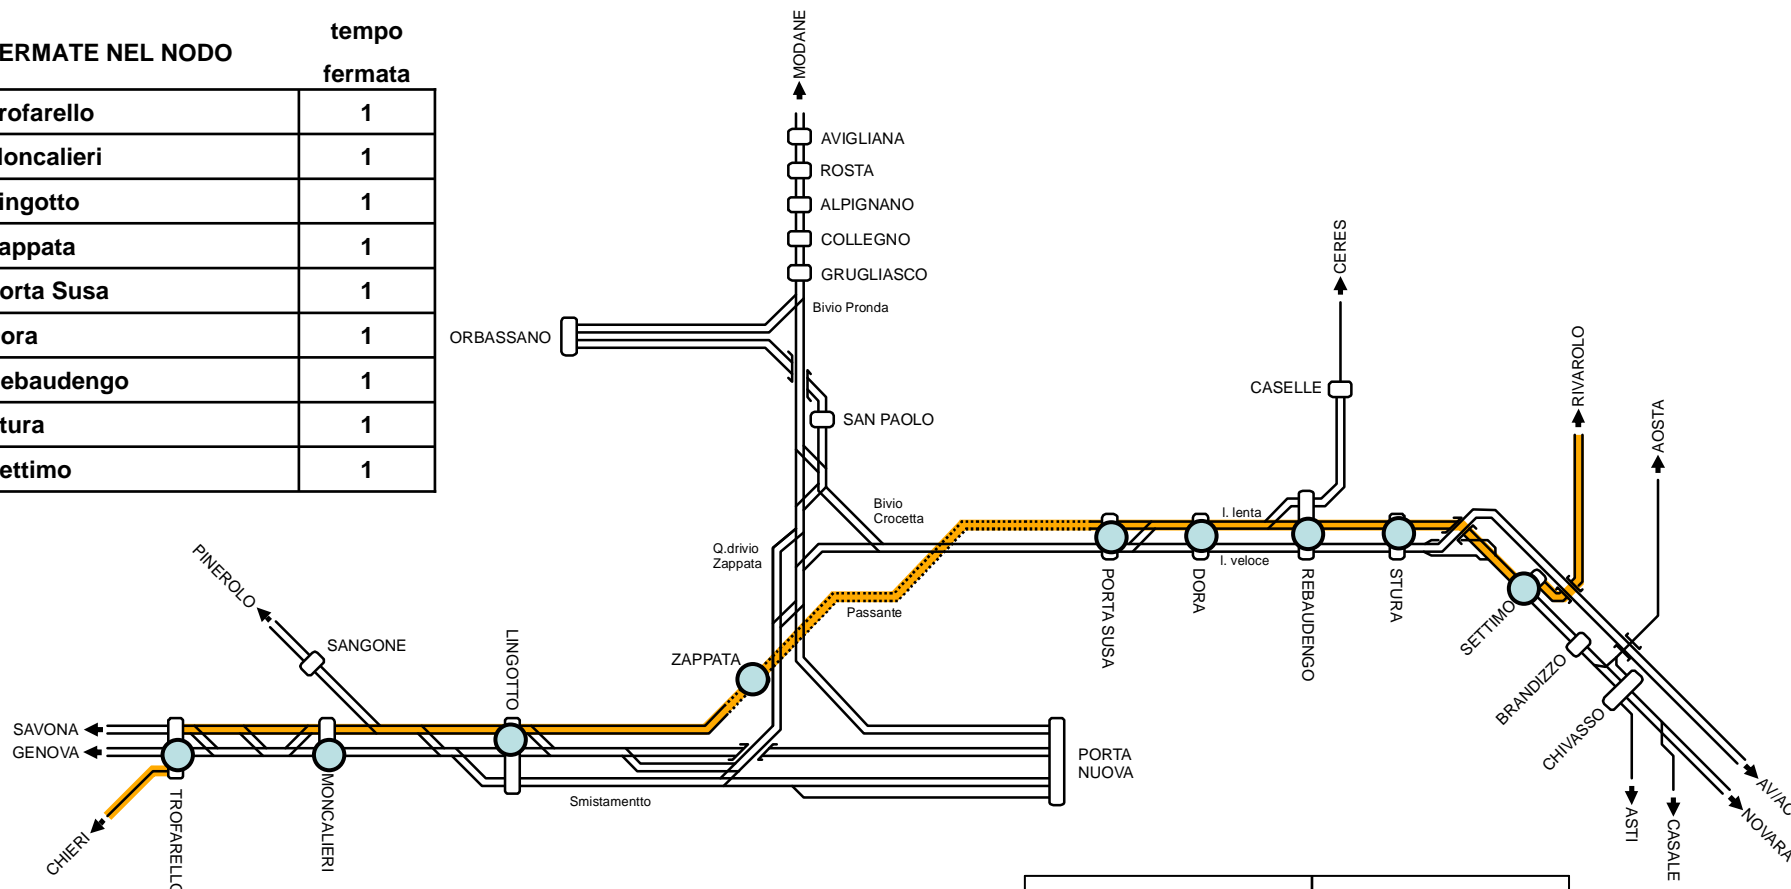 tempo
ERMATE NEL NODO
fermata
rofarello 1
loncalieri 1
ingotto 1
appata 1
orta Susa 1
ora 1
ebaudengo 1
tura 1
ettimo 1
MODANE
AVIGLIANA
ROSTA
ALPIGNANO
COLLEGNO
GRUGLIASCO
Bivio Pronda
ORBASSANO
SAN PAOLO
CERES
CASELLE
RIVAROLO
AOSTA
Bivio
Crocetta
Q.drivio
Zappata
l. lenta
l. veloce
Passante
PINEROLO
SANGONE
LINGOTTO
ZAPPATA
PORTA SUSA
DORA
REBAUDENGO
STURA
SETTIMO
BRANDIZZO
CHIVASSO
SAVONA
GENOVA
CHIERI
TROFARELLO
MONCALIERI
Smistamentto
PORTA
NUOVA
ASTI
CASALE
NOVARA
AV/AC